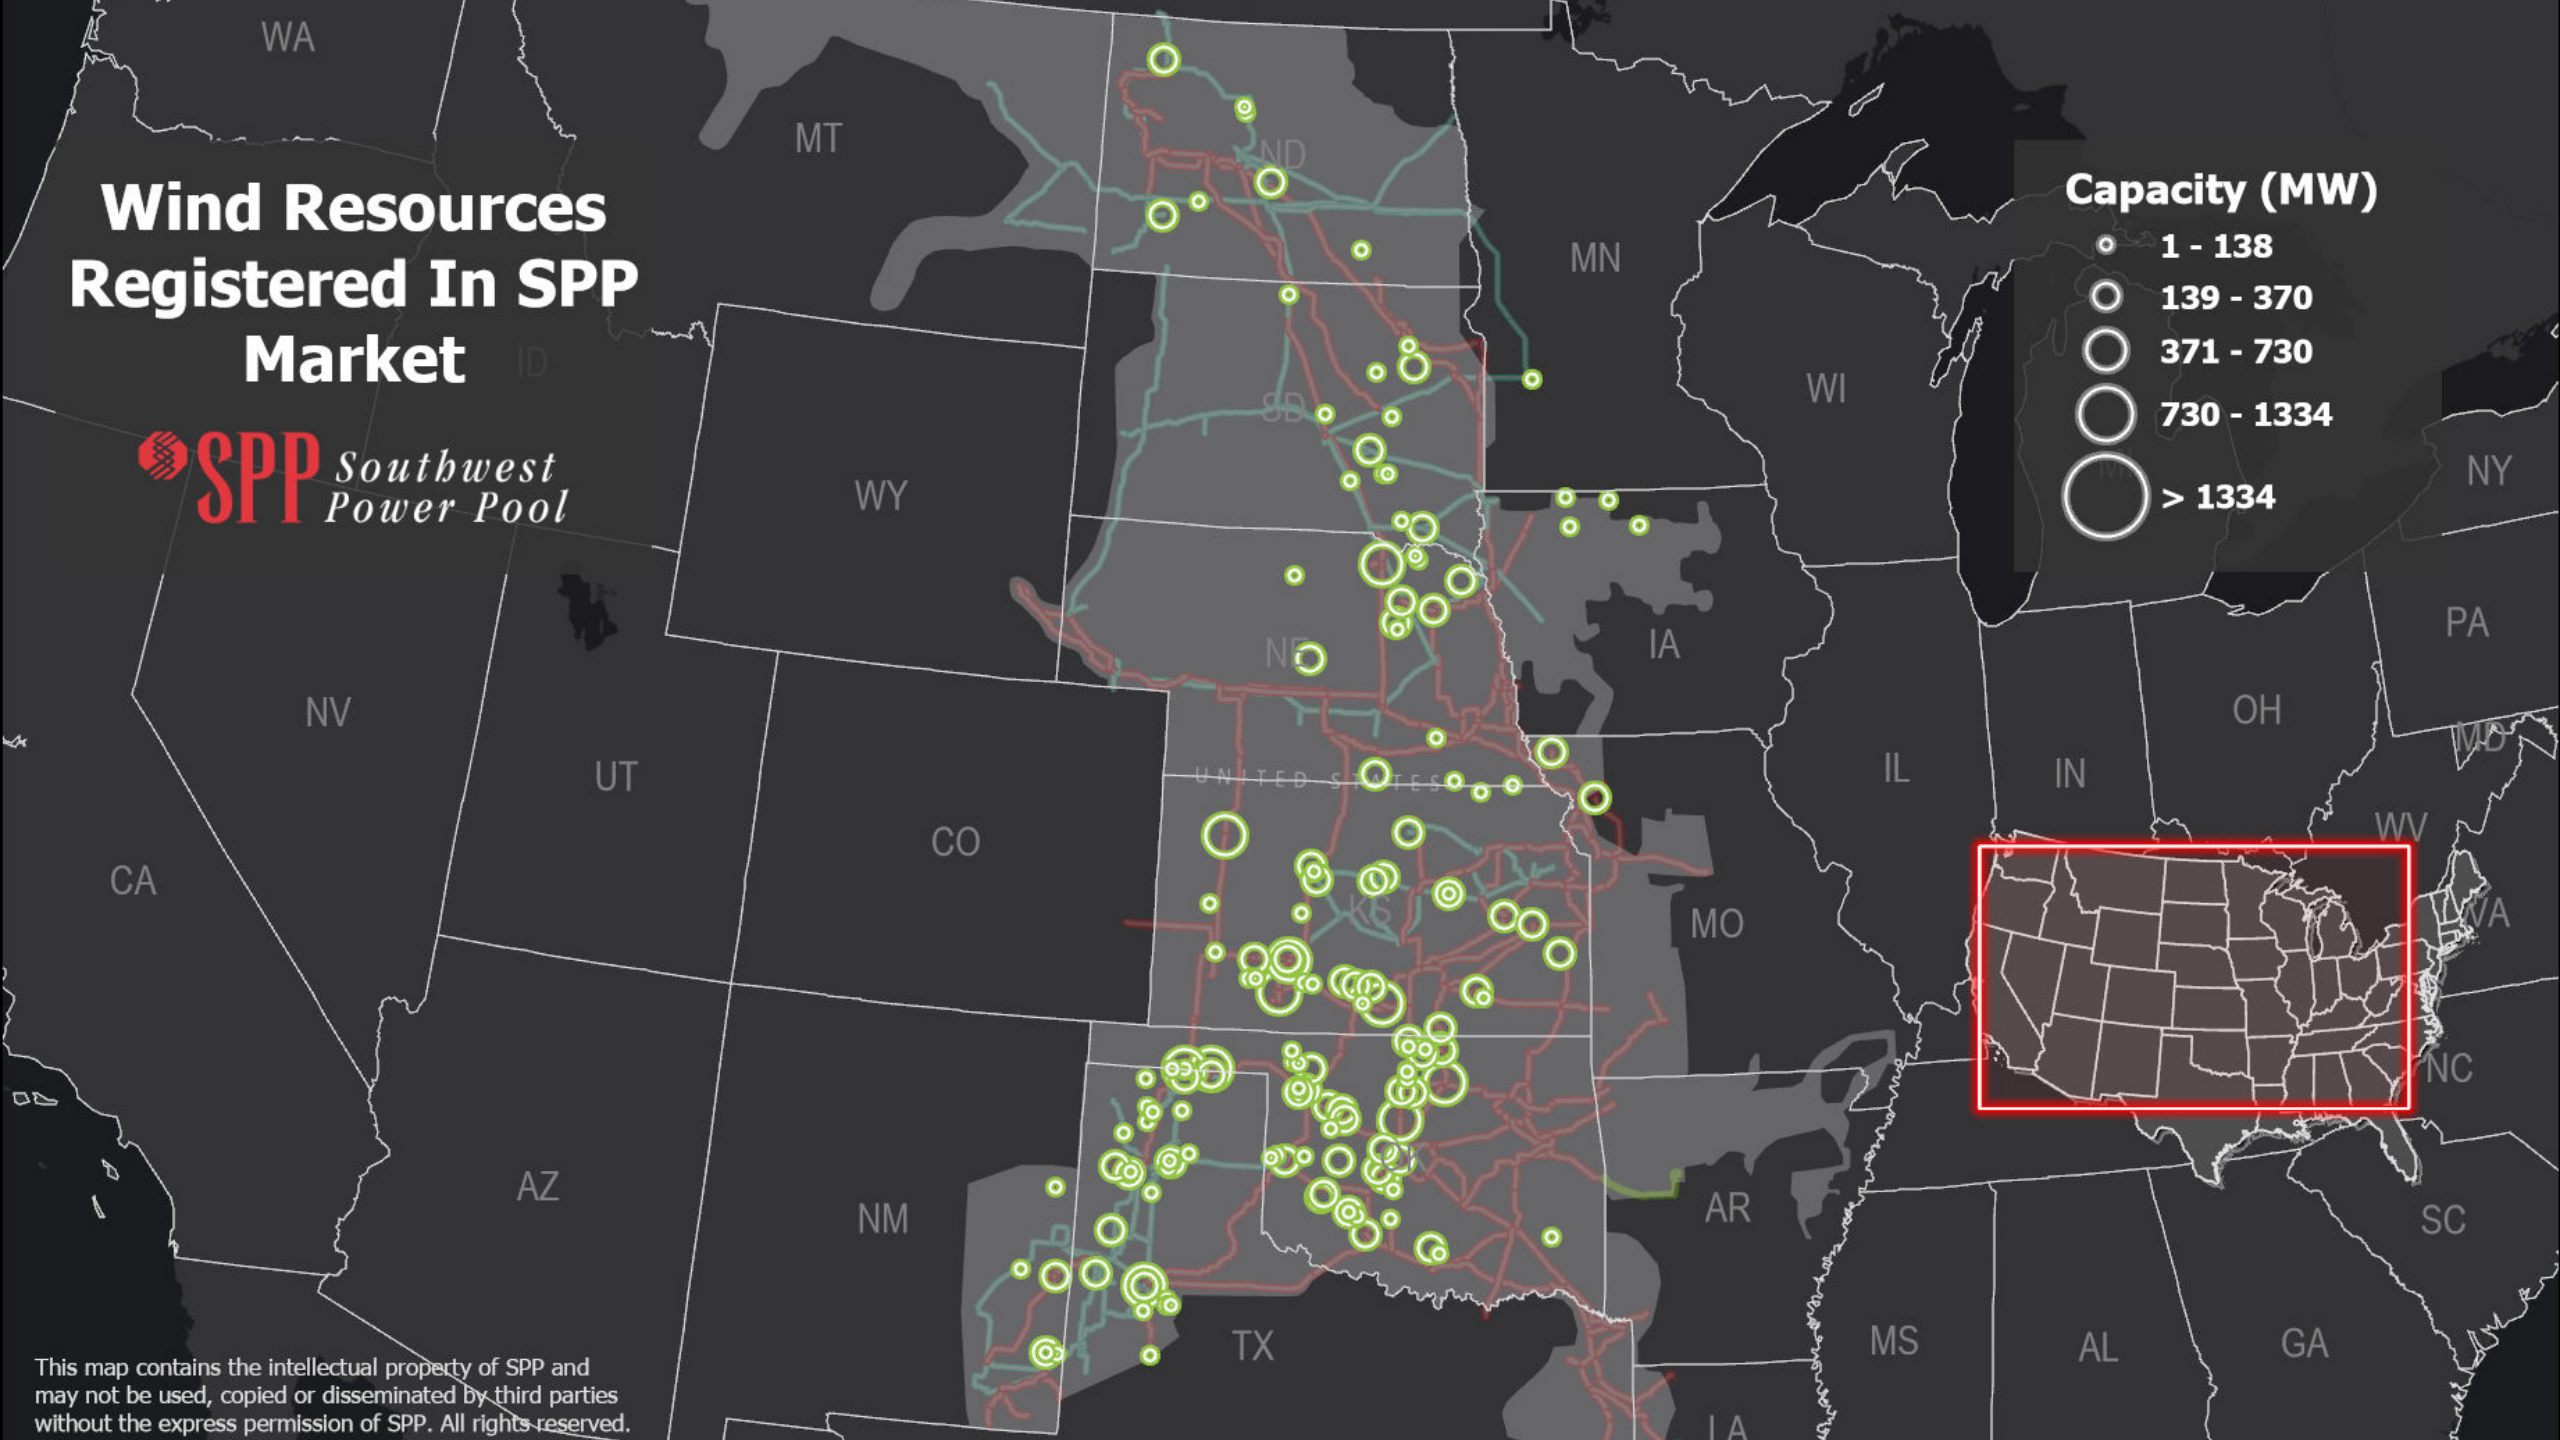 Wind Resources
Registered In SPP
Market
SPP Southwest
Power Pool
Capacity (MW)
1 - 138
139 - 370
371 - 730
730 - 1334
> 1334
WA
MT
ND
MN
ID
SD
WI
MI
NY
WY
NE
IA
PA
NV
UT
CO
UNITED STATES
IL
IN
OH
MD
WV
CA
KS
MO
VA
AZ
NM
OK
AR
NC
SC
TX
MS
AL
GA
LA
This map contains the intellectual property of SPP and
may not be used, copied or disseminated by third parties
without the express permission of SPP. All rights reserved.